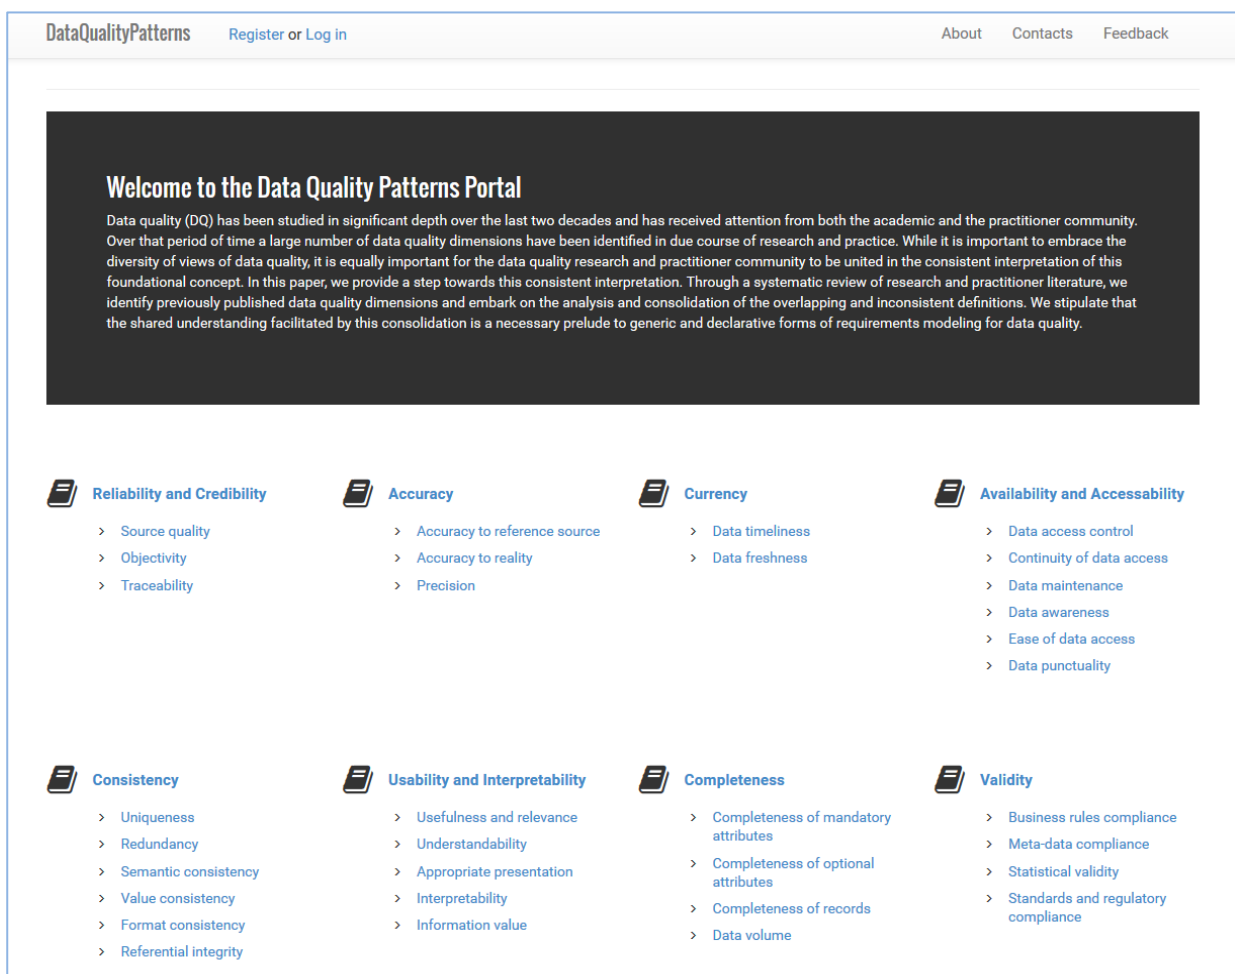 DataQualityPatterns Register or Log in About Contacts Feedback
Welcome to the Data Quality Patterns Portal
Data quality (DQ) has been studied in significant depth over the last two decades and has received attention from both the academic and the practitioner community.
Over that period of time a large number of data quality dimensions have been identified in due course of research and practice. While it is important to embrace the
diversity of views of data quality, it is equally important for the data quality research and practitioner community to be united in the consistent interpretation of this
foundational concept. In this paper, we provide a step towards this consistent interpretation. Through a systematic review of research and practitioner literature, we
identify previously published data quality dimensions and embark on the analysis and consolidation of the overlapping and inconsistent definitions. We stipulate that
the shared understanding facilitated by this consolidation is a necessary prelude to generic and declarative forms of requirements modeling for data quality.
Reliability and Credibility
Source quality
Objectivity
Traceability
Accuracy
Accuracy to reference source
Accuracy to reality
Precision
Currency
Data timeliness
Data freshness
Availability and Accessability
Data access control
Continuity of data access
Data maintenance
Data awareness
Ease of data access
Data punctuality
Consistency
Uniqueness
Redundancy
Semantic consistency
Value consistency
Format consistency
Referential integrity
Usability and Interpretability
Usefulness and relevance
Understandability
Appropriate presentation
Interpretability
Information value
Completeness
Completeness of mandatory
attributes
Completeness of optional
attributes
Completeness of records
Data volume
Validity
Business rules compliance
Meta-data compliance
Statistical validity
Standards and regulatory
compliance